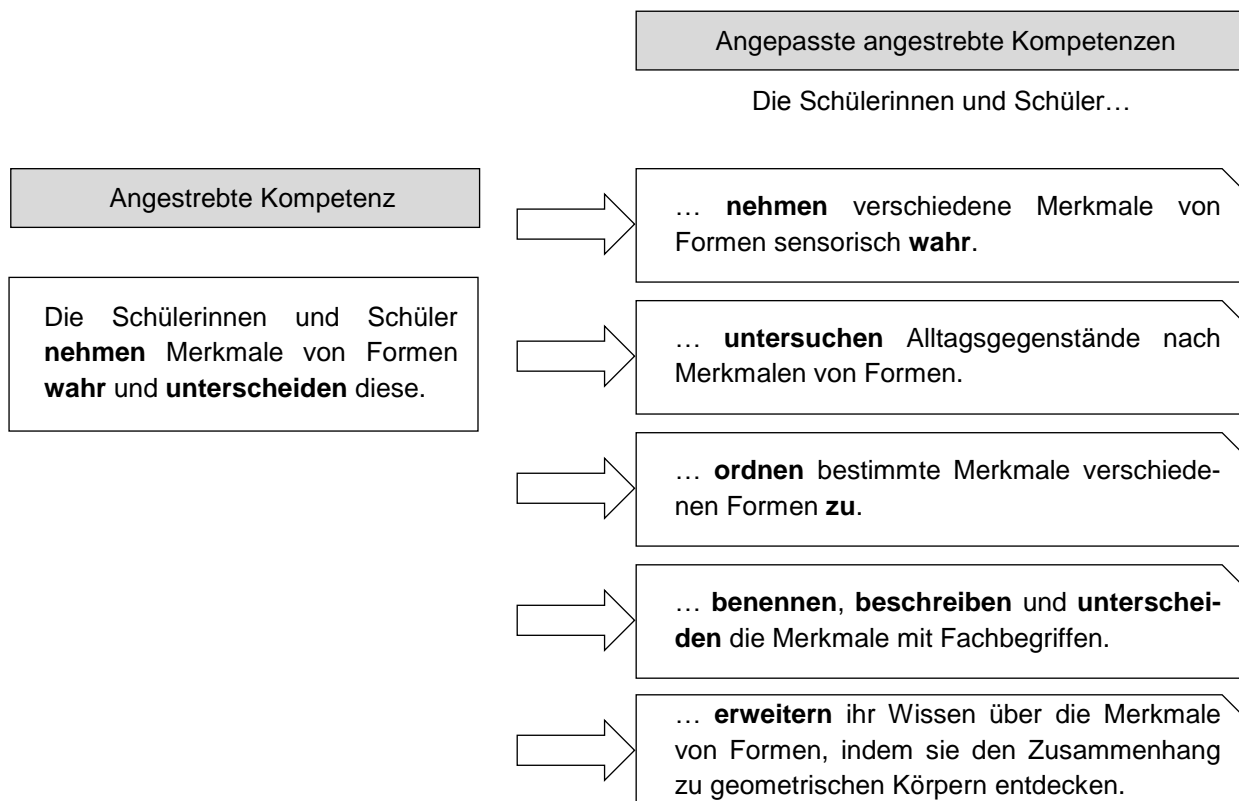 Angepasste angestrebte Kompetenzen
Die Schülerinnen und Schüler…
Angestrebte Kompetenz
Die Schülerinnen und Schüler
nehmen Merkmale von Formen
wahr und unterscheiden diese.
… nehmen verschiedene Merkmale von
Formen sensorisch wahr.
… untersuchen Alltagsgegenstände nach
Merkmalen von Formen.
… ordnen bestimmte Merkmale verschiede-
nen Formen zu.
… benennen, beschreiben und unterschei-
den die Merkmale mit Fachbegriffen.
… erweitern ihr Wissen über die Merkmale
von Formen, indem sie den Zusammenhang
zu geometrischen Körpern entdecken.